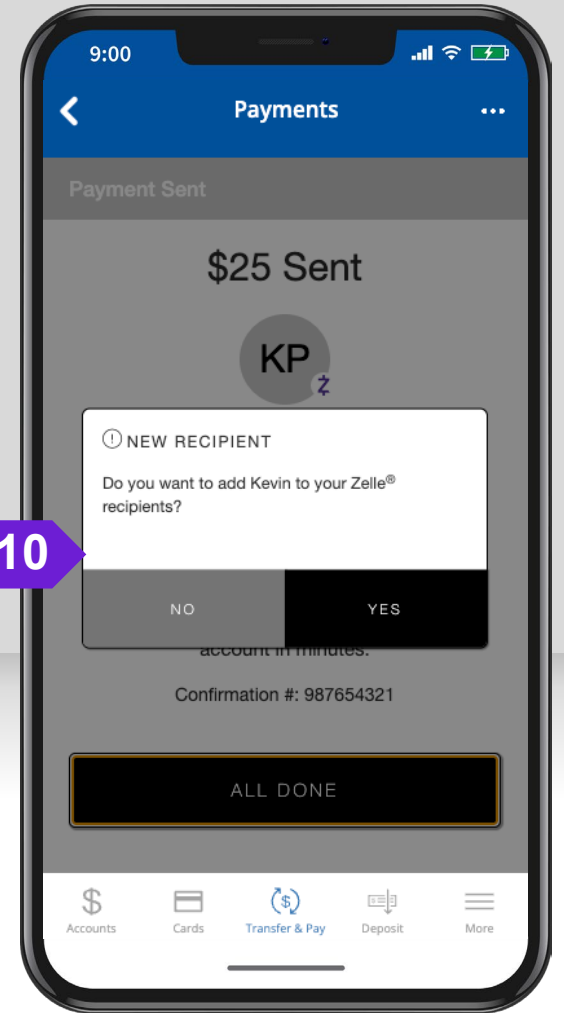 9:00
Payments
Payment Sent
$25 Sent
KP
NEW RECIPIENT
Do you want to add Kevin to your Zelle®
recipients?
10
NO YES
account in minutes.
Confirmation #: 987654321
ALL DONE
$
Accounts Cards Transfer & Pay Deposit More